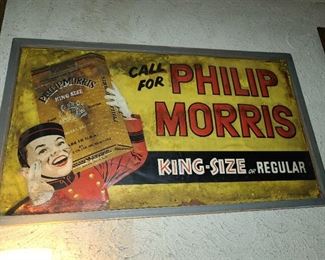 CALL FOR PHILIP
MORRIS
KING-SIZE OR REGULAR
PHILIP MORRIS
KING SIZE